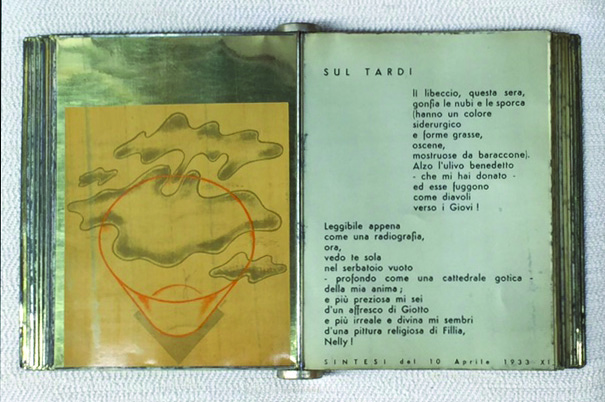 SUL TARDI
Il libeccio, questa sera,
gonfia le nubi e le sporca
(hanno un colore
siderurgico
e forme grasse,
oscene,
mostruose da baraccone).
Alzo l'ulivo benedetto
- che mi hai donato -
ed esse fuggono
come diavoli
verso i Giovi !
Leggibile appena
come una radiografia,
ora,
vedo te sola
nel serbatoio vuoto
- profondo come una cattedrale gotica -
della mia anima ;
e più preziosa mi sei
d'un affresco di Giotto
e più irreale e divina mi sembri
d'una pittura religiosa di Fillia,
Nelly !
SINTESI del 10 Aprile 1933 XI